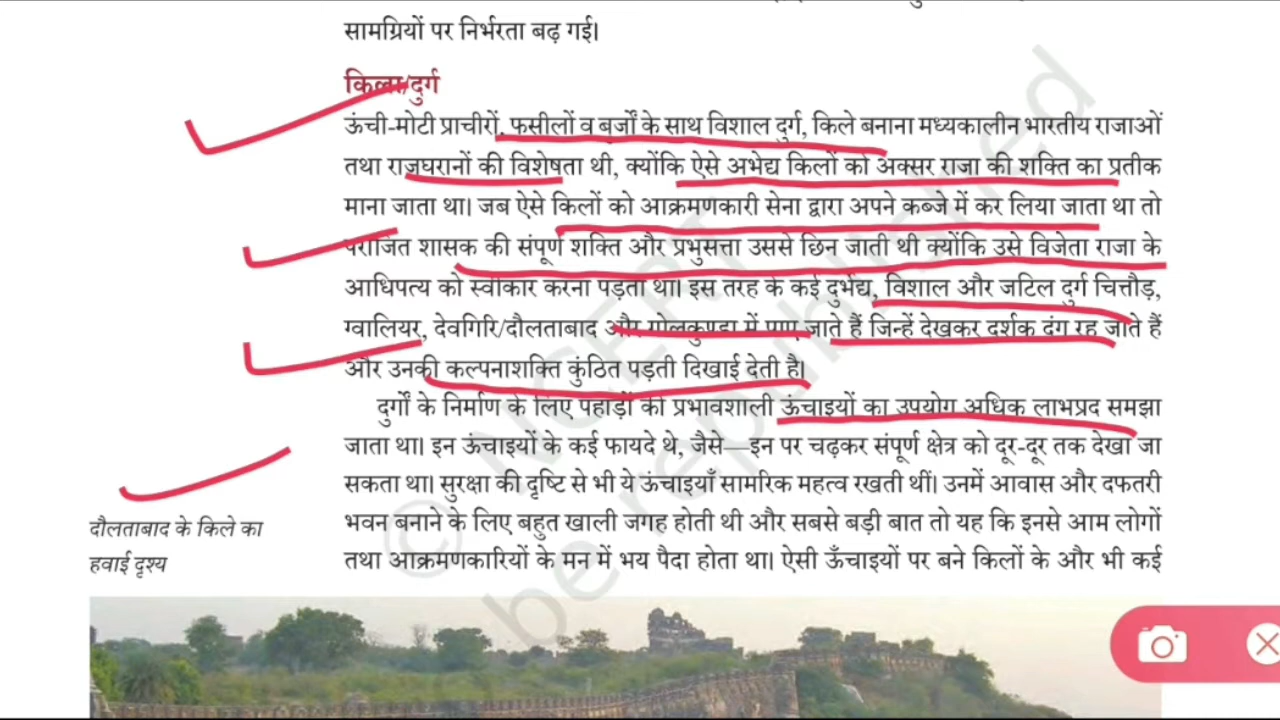 सामग्रियों पर निर्भरता बढ़ गई।
किला/दुर्ग
ऊंची-मोटी प्राचीरों, फसीलों व बुर्जों के साथ विशाल दुर्ग, किले बनाना मध्यकालीन भारतीय राजाओं
तथा राजघरानों की विशेषता थी, क्योंकि ऐसे अभेद्य किलों को अक्सर राजा की शक्ति का प्रतीक
माना जाता था। जब ऐसे किलों को आक्रमणकारी सेना द्वारा अपने कब्जे में कर लिया जाता था तो
पराजित शासक की संपूर्ण शक्ति और प्रभुसत्ता उससे छिन जाती थी क्योंकि उसे विजेता राजा के
आधिपत्य को स्वीकार करना पड़ता था। इस तरह के कई दुर्भेद्य, विशाल और जटिल दुर्ग चित्तौड़,
ग्वालियर, देवगिरि/दौलताबाद और गोलकुण्डा में पाए जाते हैं जिन्हें देखकर दर्शक दंग रह जाते हैं
और उनकी कल्पनाशक्ति कुंठित पड़ती दिखाई देती है।
दुर्गों के निर्माण के लिए पहाड़ों की प्रभावशाली ऊंचाइयों का उपयोग अधिक लाभप्रद समझा
जाता था। इन ऊंचाइयों के कई फायदे थे, जैसे—इन पर चढ़कर संपूर्ण क्षेत्र को दूर-दूर तक देखा जा
सकता था। सुरक्षा की दृष्टि से भी ये ऊंचाइयाँ सामरिक महत्व रखती थीं। उनमें आवास और दफतरी
भवन बनाने के लिए बहुत खाली जगह होती थी और सबसे बड़ी बात तो यह कि इनसे आम लोगों
तथा आक्रमणकारियों के मन में भय पैदा होता था। ऐसी ऊँचाइयों पर बने किलों के और भी कई
दौलताबाद के किले का
हवाई दृश्य
© NCERT
be republished